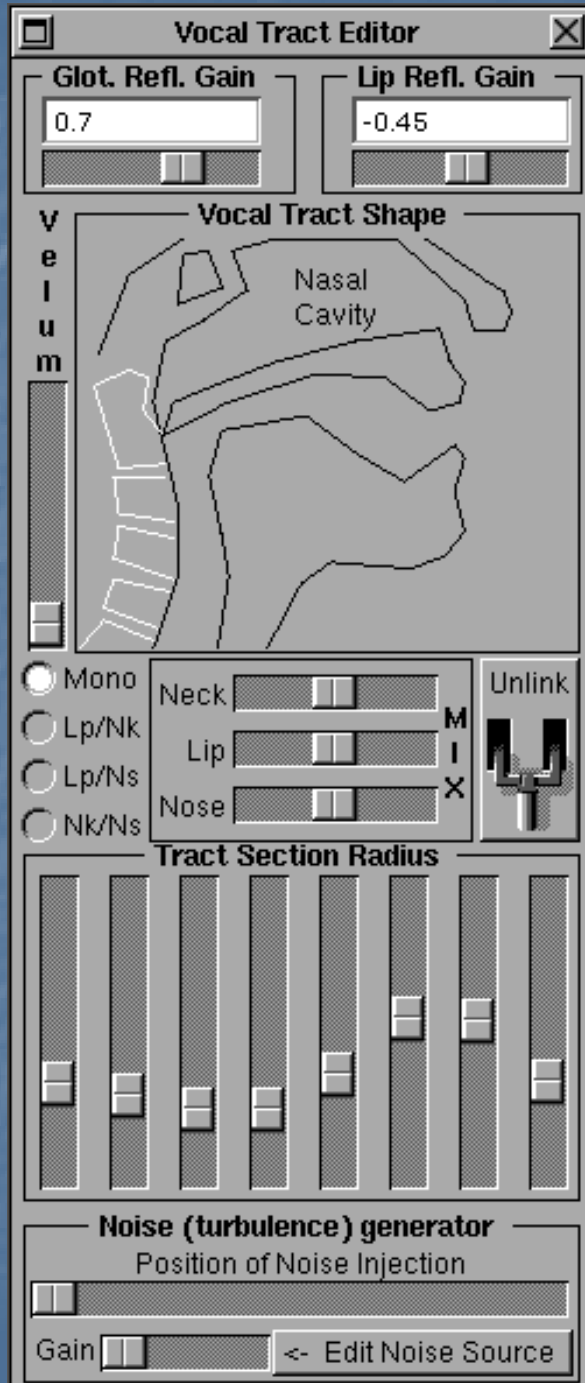 Vocal Tract Editor
Glot. Refl. Gain
Lip Refl. Gain
0.7
-0.45
Velum
Vocal Tract Shape
Nasal
Cavity
Mono
Lp/Nk
Lp/Ns
Nk/Ns
Neck
Lip
Nose
MIX
Unlink
Tract Section Radius
Noise (turbulence) generator
Position of Noise Injection
Gain
<- Edit Noise Source